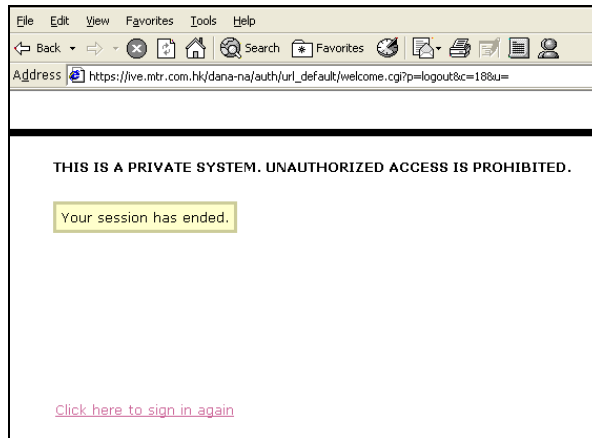 File Edit View Favorites Tools Help
Back Search Favorites
Address https://ive.mtr.com.hk/dana-na/auth/url_default/welcome.cgi?p=logout&c=18&u=
THIS IS A PRIVATE SYSTEM. UNAUTHORIZED ACCESS IS PROHIBITED.
Your session has ended.
Click here to sign in again